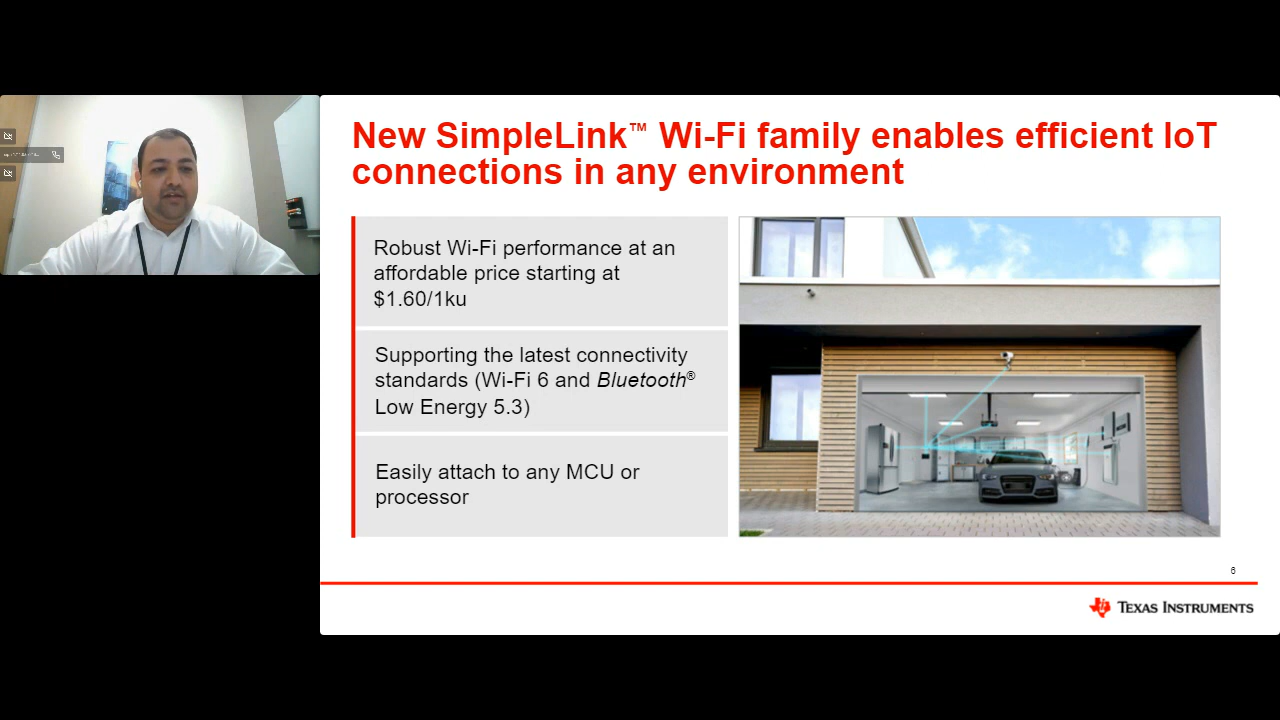 New SimpleLink™ Wi-Fi family enables efficient IoT
connections in any environment
Robust Wi-Fi performance at an
affordable price starting at
$1.60/1ku
Supporting the latest connectivity
standards (Wi-Fi 6 and Bluetooth®
Low Energy 5.3)
Easily attach to any MCU or
processor
6
TEXAS INSTRUMENTS